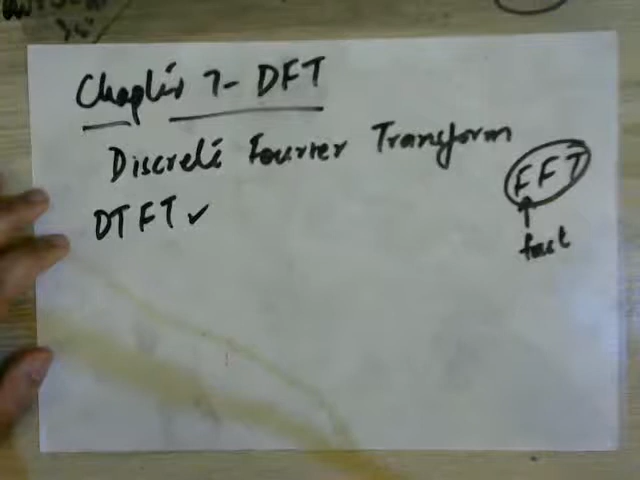 Chapter 7- DFT
Discrete Fourier Transform
FFT
DTFT ✓
fast